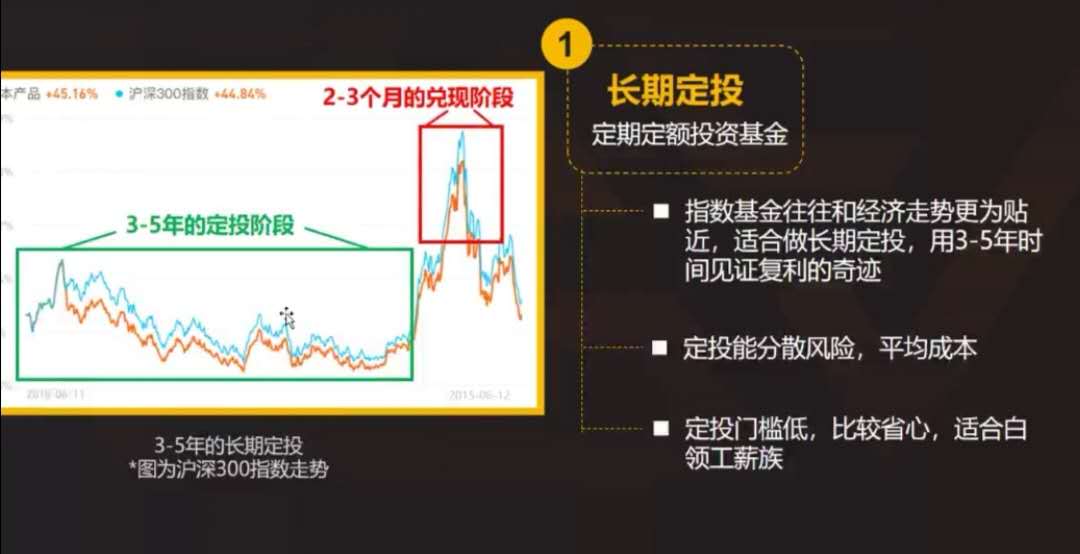 1
本产品 +45.16% 沪深300指数 +44.84%
2-3个月的兑现阶段
3-5年的定投阶段
2015-06-12
3-5年的长期定投
*图为沪深300指数走势
长期定投
定期定额投资基金
指数基金往往和经济走势更为贴
近，适合做长期定投，用3-5年时
间见证复利的奇迹
定投能分散风险，平均成本
定投门槛低，比较省心，适合白
领工薪族